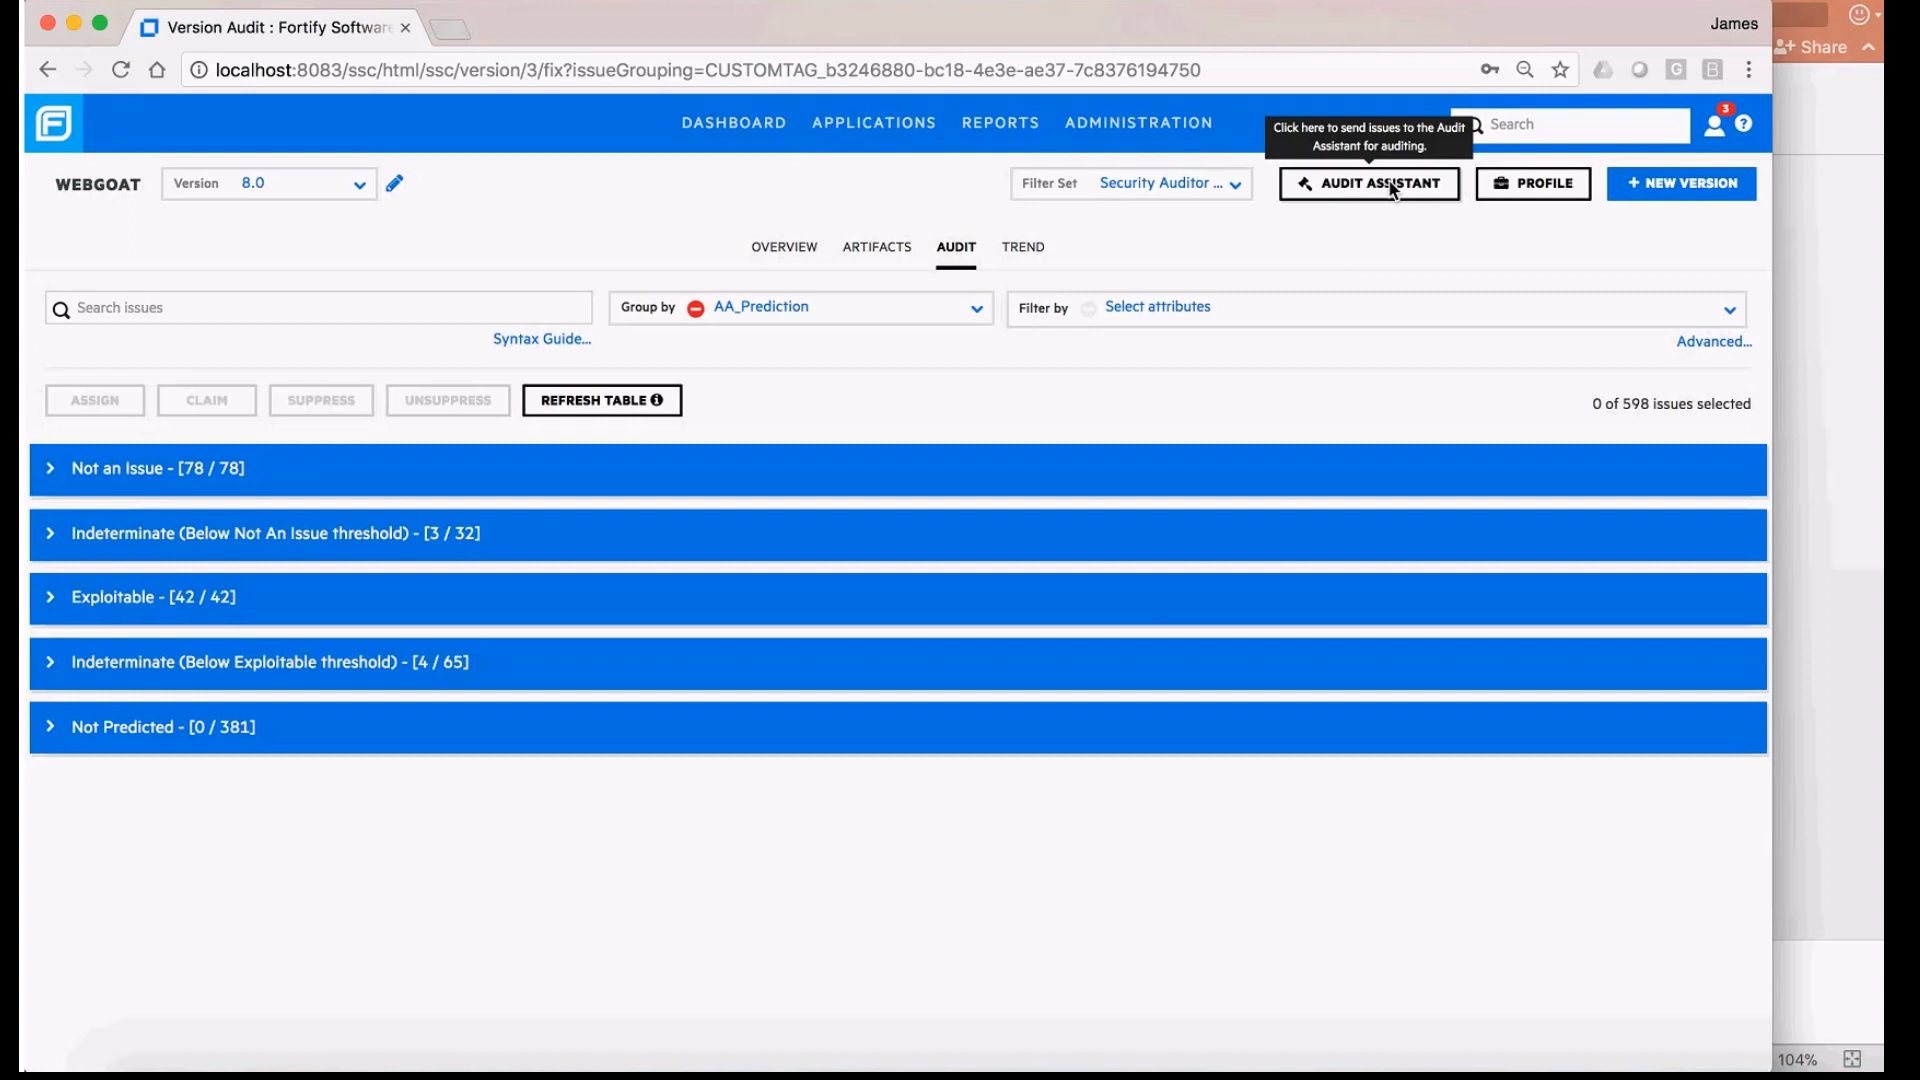 Version Audit : Fortify Softwar
James
Share
localhost:8083/ssc/html/ssc/version/3/fix?issueGrouping=CUSTOMTAG_b3246880-bc18-4e3e-ae37-7c8376194750
G
B
F
DASHBOARD
APPLICATIONS
REPORTS
ADMINISTRATION
Click here to send issues to the Audit
Assistant for auditing.
Search
3
?
WEBGOAT
Version 8.0
Filter Set Security Auditor ...
AUDIT ASSISTANT
PROFILE
+ NEW VERSION
OVERVIEW
ARTIFACTS
AUDIT
TREND
Search issues
Group by AA_Prediction
Filter by Select attributes
Syntax Guide...
Advanced...
ASSIGN
CLAIM
SUPPRESS
UNSUPPRESS
REFRESH TABLE
0 of 598 issues selected
Not an Issue - [78 / 78]
Indeterminate (Below Not An Issue threshold) - [3 / 32]
Exploitable - [42 / 42]
Indeterminate (Below Exploitable threshold) - [4 / 65]
Not Predicted - [0 / 381]
104%